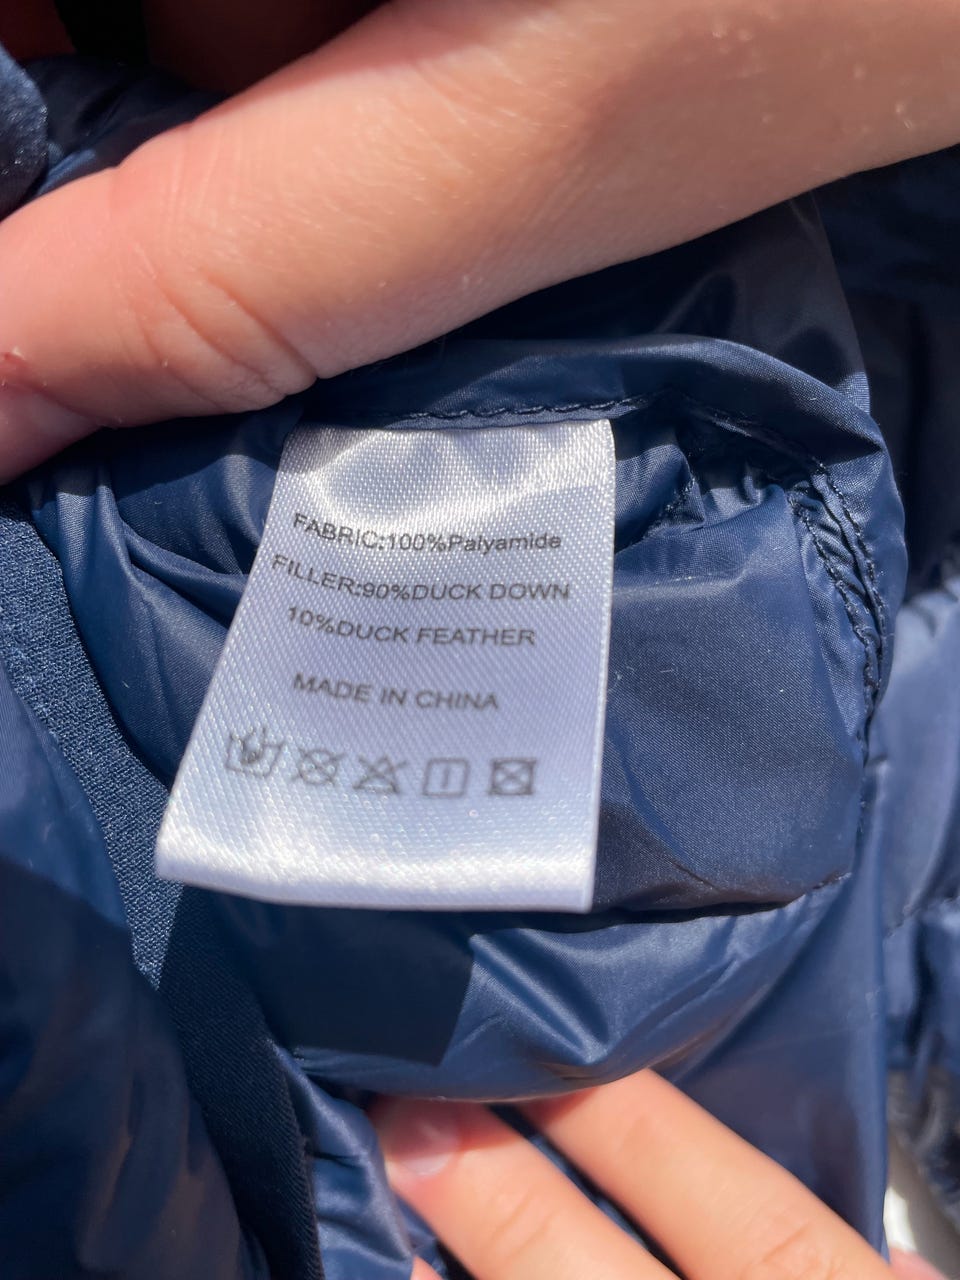 FABRIC:100%Palyamide
FILLER:90%DUCK DOWN
10%DUCK FEATHER
MADE IN CHINA